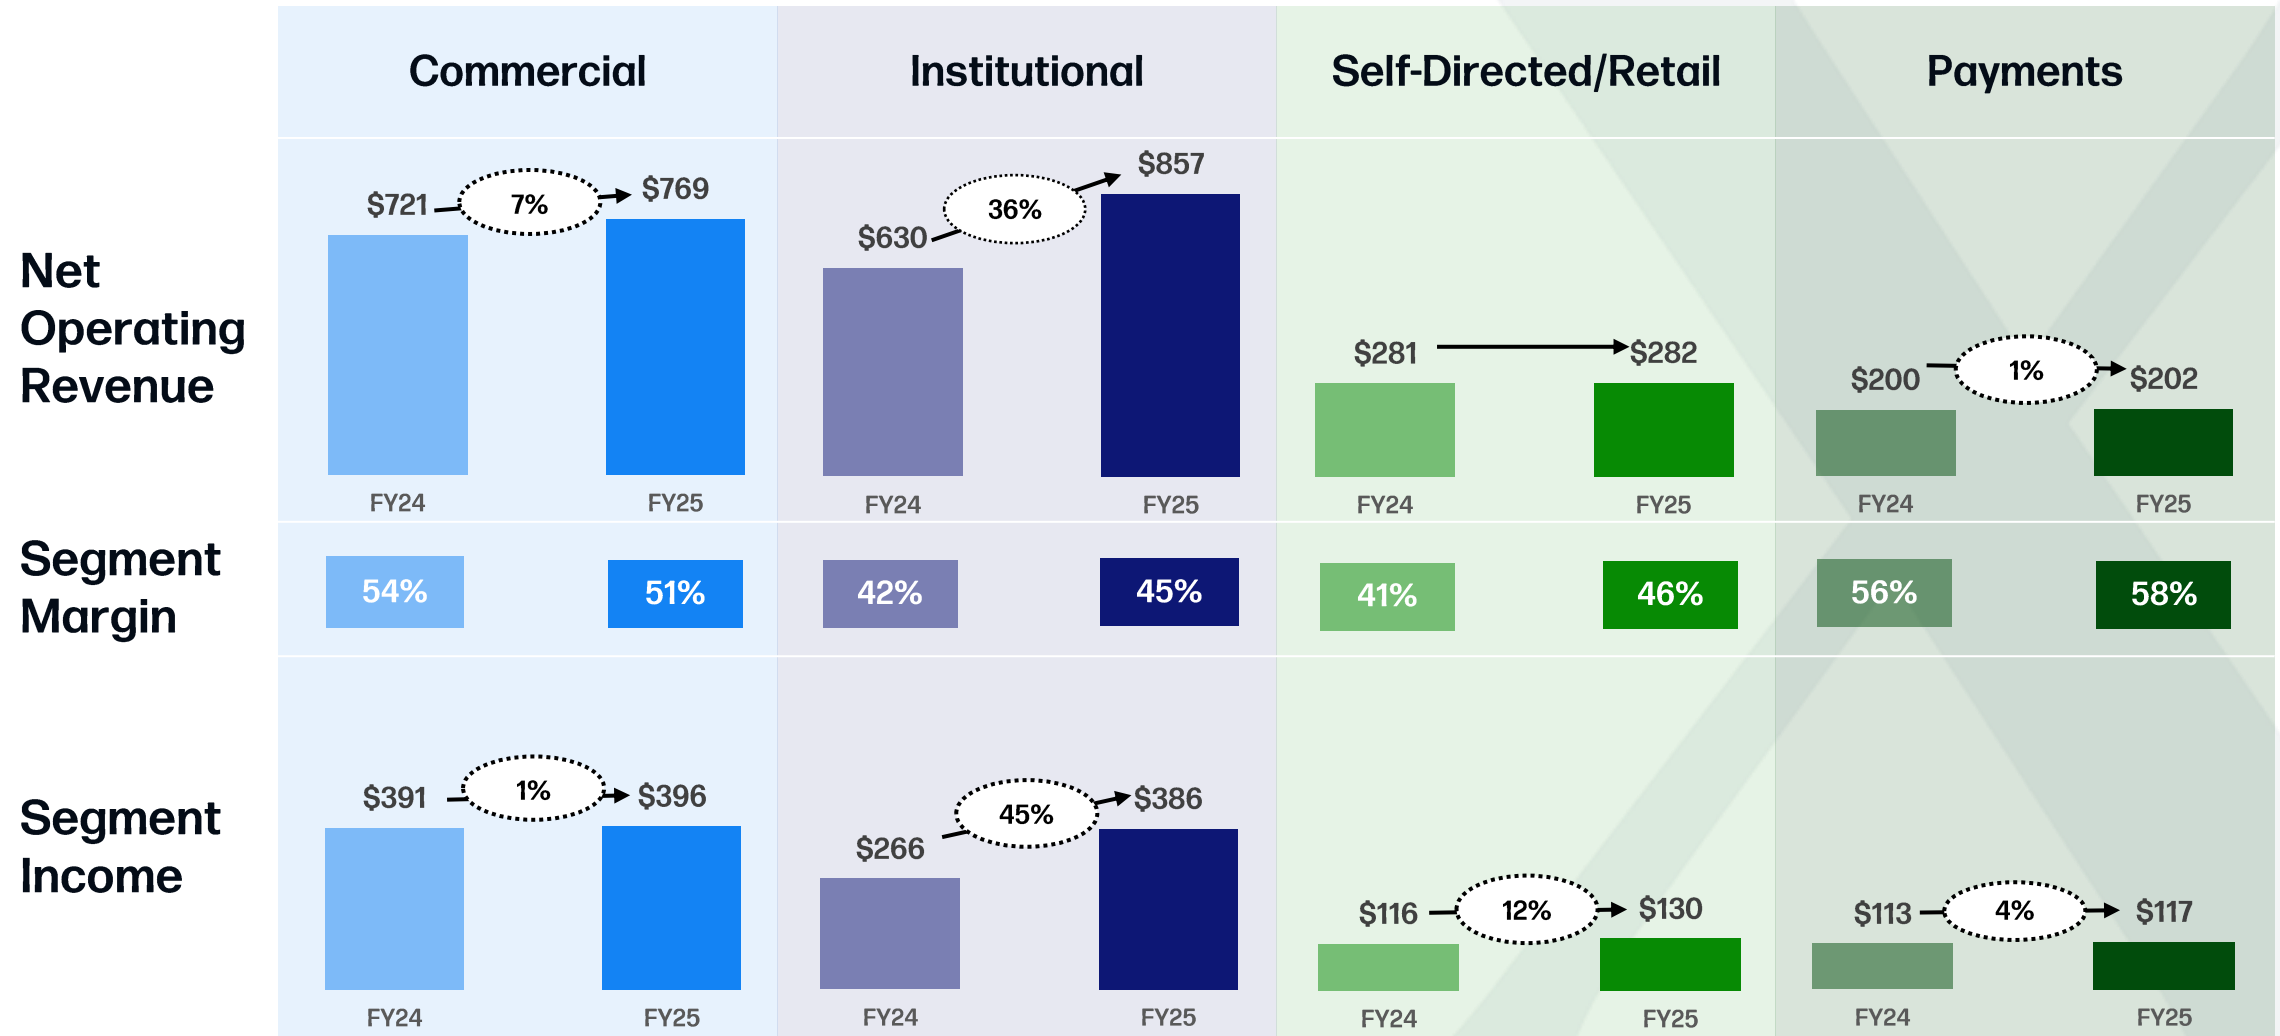 Commercial
Institutional
Self-Directed/Retail
Payments
Net
Operating
Revenue
$721
7%
$769
FY24
FY25
$630
36%
$857
FY24
FY25
$281
$282
FY24
FY25
$200
1%
$202
FY24
FY25
Segment
Margin
54%
51%
42%
45%
41%
46%
56%
58%
Segment
Income
$391
1%
$396
FY24
FY25
$266
45%
$386
FY24
FY25
$116
12%
$130
FY24
FY25
$113
4%
$117
FY24
FY25